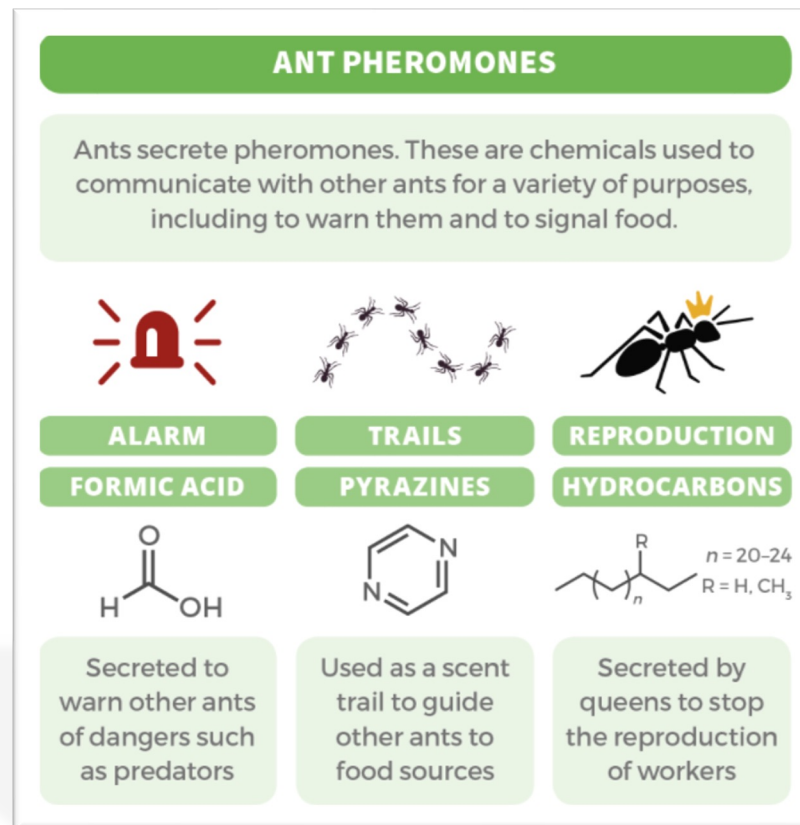 ANT PHEROMONES
Ants secrete pheromones. These are chemicals used to
communicate with other ants for a variety of purposes,
including to warn them and to signal food.
ALARM
TRAILS
REPRODUCTION
FORMIC ACID
PYRAZINES
HYDROCARBONS
O
H
OH
N
N
R
n
n = 20–24
R = H, CH₃
Secreted to
warn other ants
of dangers such
as predators
Used as a scent
trail to guide
other ants to
food sources
Secreted by
queens to stop
the reproduction
of workers